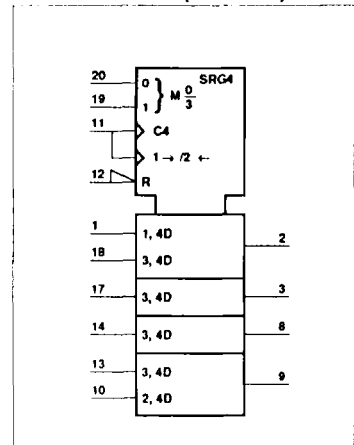 SRG4
20 0 } M 0/3
19 1
11 C4
1 → /2 ←
12 R
1 1, 4D 2
18 3, 4D
17 3, 4D 3
14 3, 4D 8
13 3, 4D 9
10 2, 4D